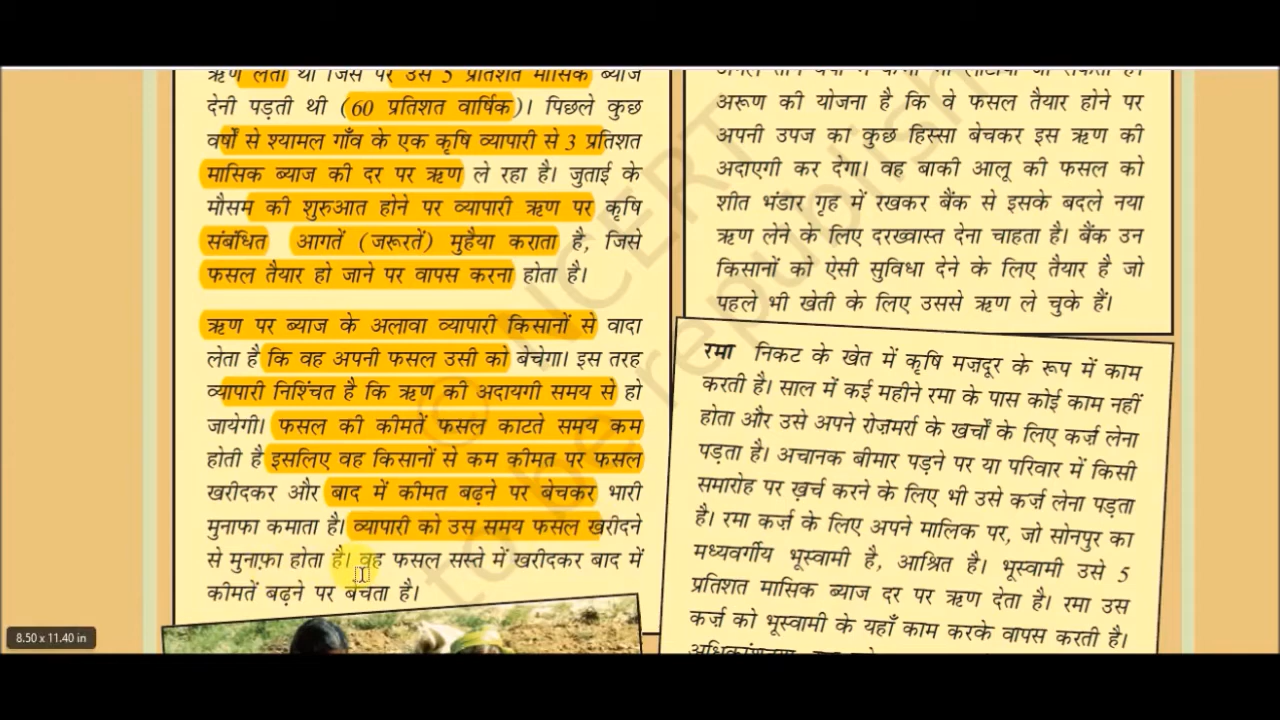 ऋण लेता था जिस पर उसे 5 प्रतिशत मासिक ब्याज
देनी पड़ती थी (60 प्रतिशत वार्षिक)। पिछले कुछ
वर्षों से श्यामल गाँव के एक कृषि व्यापारी से 3 प्रतिशत
मासिक ब्याज की दर पर ऋण ले रहा है। जुताई के
मौसम की शुरुआत होने पर व्यापारी ऋण पर कृषि
संबंधित आगतें (जरूरतें) मुहैया कराता है, जिसे
फसल तैयार हो जाने पर वापस करना होता है।
ऋण पर ब्याज के अलावा व्यापारी किसानों से वादा
लेता है कि वह अपनी फसल उसी को बेचेगा। इस तरह
व्यापारी निश्चिंत है कि ऋण की अदायगी समय से हो
जायेगी। फसल की कीमतें फसल काटते समय कम
होती है इसलिए वह किसानों से कम कीमत पर फसल
खरीदकर और बाद में कीमत बढ़ने पर बेचकर भारी
मुनाफा कमाता है। व्यापारी को उस समय फसल खरीदने
से मुनाफ़ा होता है। वह फसल सस्ते में खरीदकर बाद में
कीमतें बढ़ने पर बेचता है।
8.50 x 11.40 in
अरूण की योजना है कि वे फसल तैयार होने पर
अपनी उपज का कुछ हिस्सा बेचकर इस ऋण की
अदाएगी कर देगा। वह बाकी आलू की फसल को
शीत भंडार गृह में रखकर बैंक से इसके बदले नया
ऋण लेने के लिए दरख्वास्त देना चाहता है। बैंक उन
किसानों को ऐसी सुविधा देने के लिए तैयार है जो
पहले भी खेती के लिए उससे ऋण ले चुके हैं।
रमा निकट के खेत में कृषि मज़दूर के रूप में काम
करती है। साल में कई महीने रमा के पास कोई काम नहीं
होता और उसे अपने रोज़मर्रा के खर्चों के लिए कर्ज़ लेना
पड़ता है। अचानक बीमार पड़ने पर या परिवार में किसी
समारोह पर ख़र्च करने के लिए भी उसे कर्ज़ लेना पड़ता
है। रमा कर्ज़ के लिए अपने मालिक पर, जो सोनपुर का
मध्यवर्गीय भूस्वामी है, आश्रित है। भूस्वामी उसे 5
प्रतिशत मासिक ब्याज दर पर ऋण देता है। रमा उस
कर्ज़ को भूस्वामी के यहाँ काम करके वापस करती है।
© NCERT
to be republish